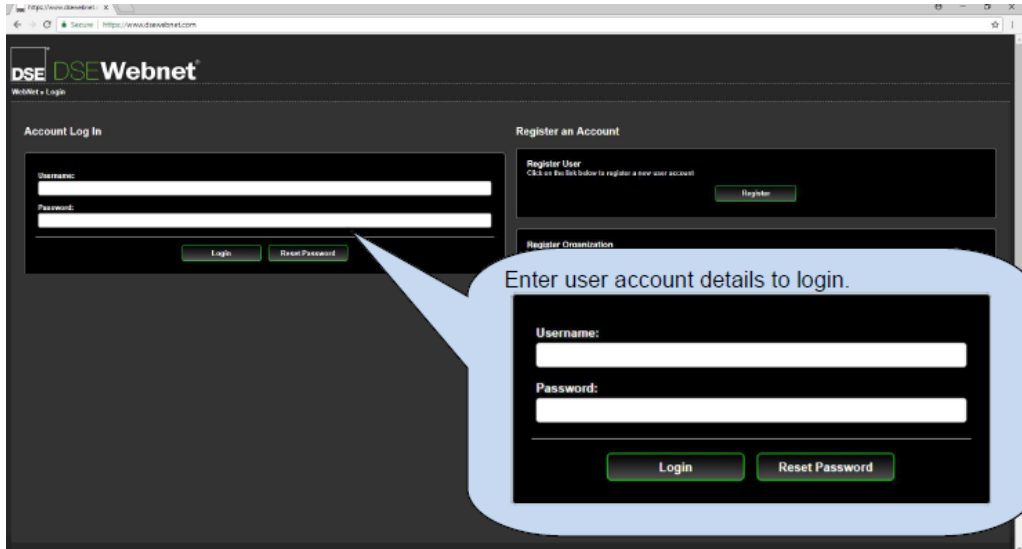 https://www.dsewebnet.
Secure
https://www.dsewebnet.com
DSE DSEWebnet®
WebNet » Login
Account Log In
Username:
Password:
Login
Reset Password
Register an Account
Register User
Click on the link below to register a new user account
Register
Register Organization
Enter user account details to login.
Username:
Password:
Login
Reset Password